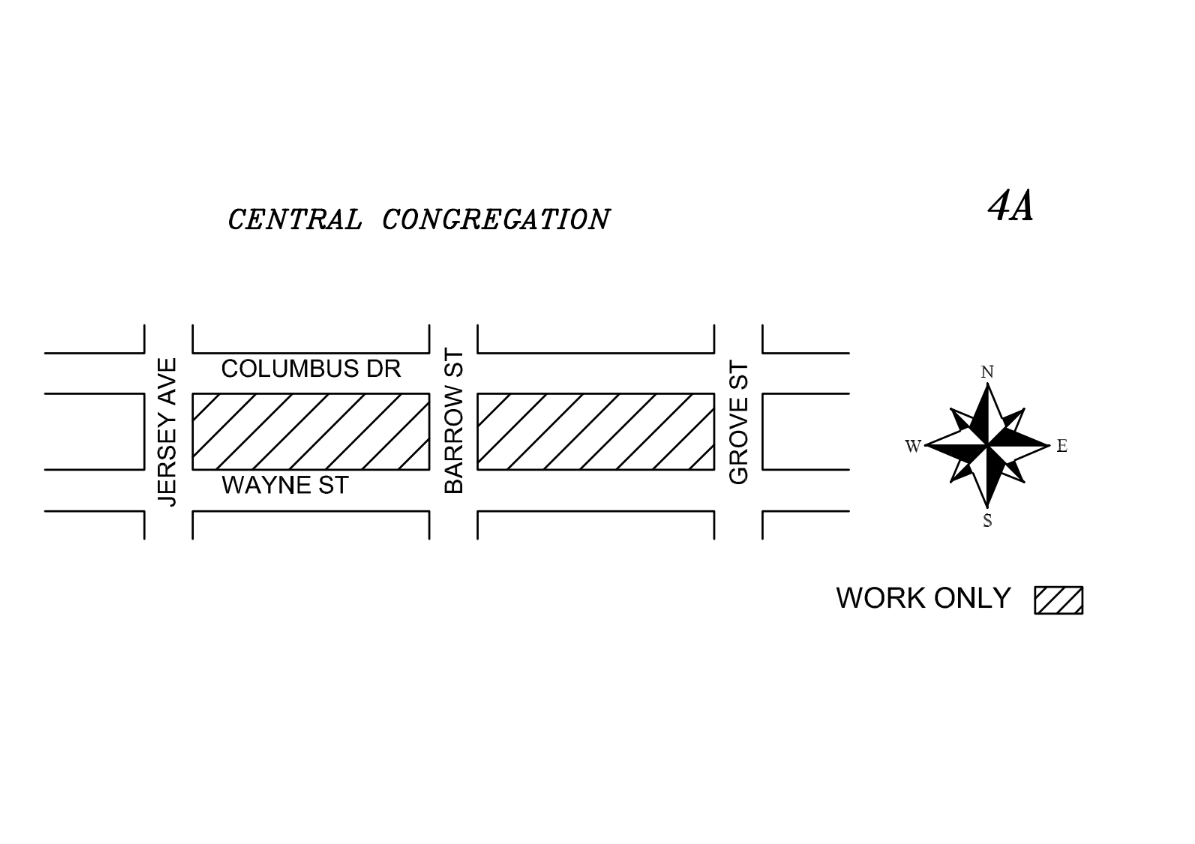 CENTRAL CONGREGATION
4A
COLUMBUS DR
JERSEY AVE
BARROW ST
GROVE ST
WAYNE ST
N
W
E
S
WORK ONLY